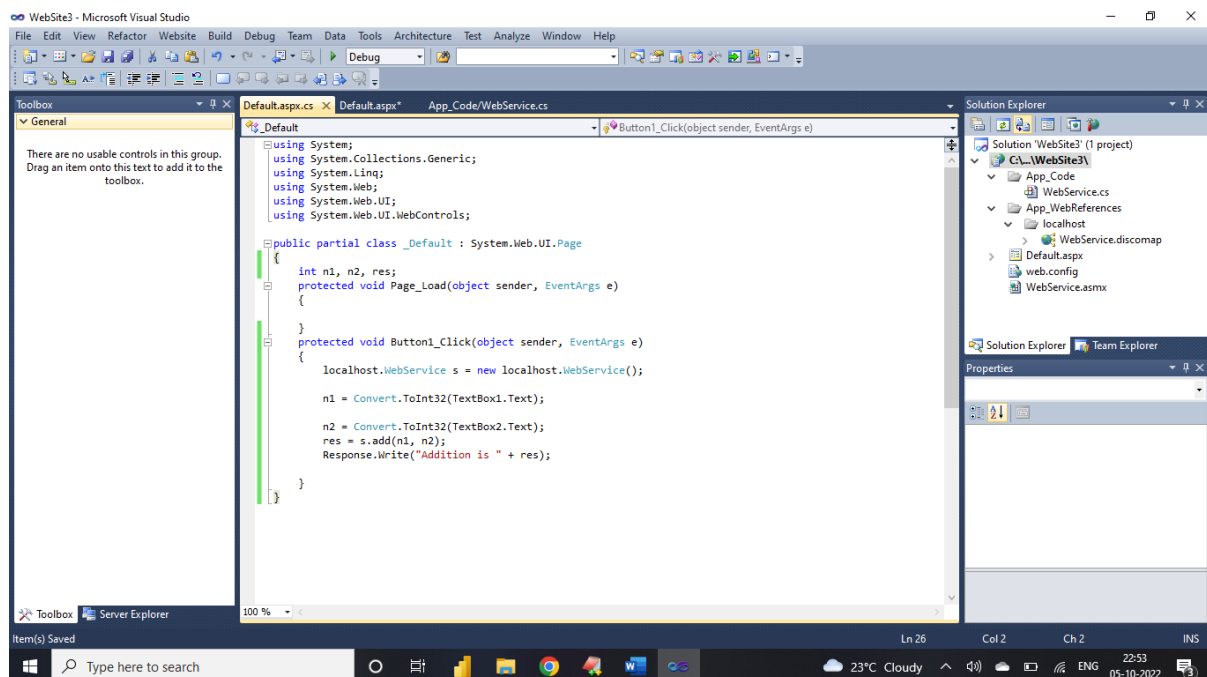 WebSite3 - Microsoft Visual Studio
File Edit View Refactor Website Build Debug Team Data Tools Architecture Test Analyze Window Help
Debug
Toolbox
General
There are no usable controls in this group.
Drag an item onto this text to add it to the
toolbox.
Toolbox Server Explorer
Default.aspx.cs Default.aspx* App_Code/WebService.cs
_Default Button1_Click(object sender, EventArgs e)
using System;
using System.Collections.Generic;
using System.Linq;
using System.Web;
using System.Web.UI;
using System.Web.UI.WebControls;
public partial class _Default : System.Web.UI.Page
{
int n1, n2, res;
protected void Page_Load(object sender, EventArgs e)
{
}
protected void Button1_Click(object sender, EventArgs e)
{
localhost.WebService s = new localhost.WebService();
n1 = Convert.ToInt32(TextBox1.Text);
n2 = Convert.ToInt32(TextBox2.Text);
res = s.add(n1, n2);
Response.Write("Addition is " + res);
}
}
100 %
Solution Explorer
Solution 'WebSite3' (1 project)
C:\...\WebSite3\
App_Code
WebService.cs
App_WebReferences
localhost
WebService.discomap
Default.aspx
web.config
WebService.asmx
Solution Explorer Team Explorer
Properties
Item(s) Saved Ln 26 Col 2 Ch 2 INS
Type here to search 23°C Cloudy ENG 22:53
05-10-2022